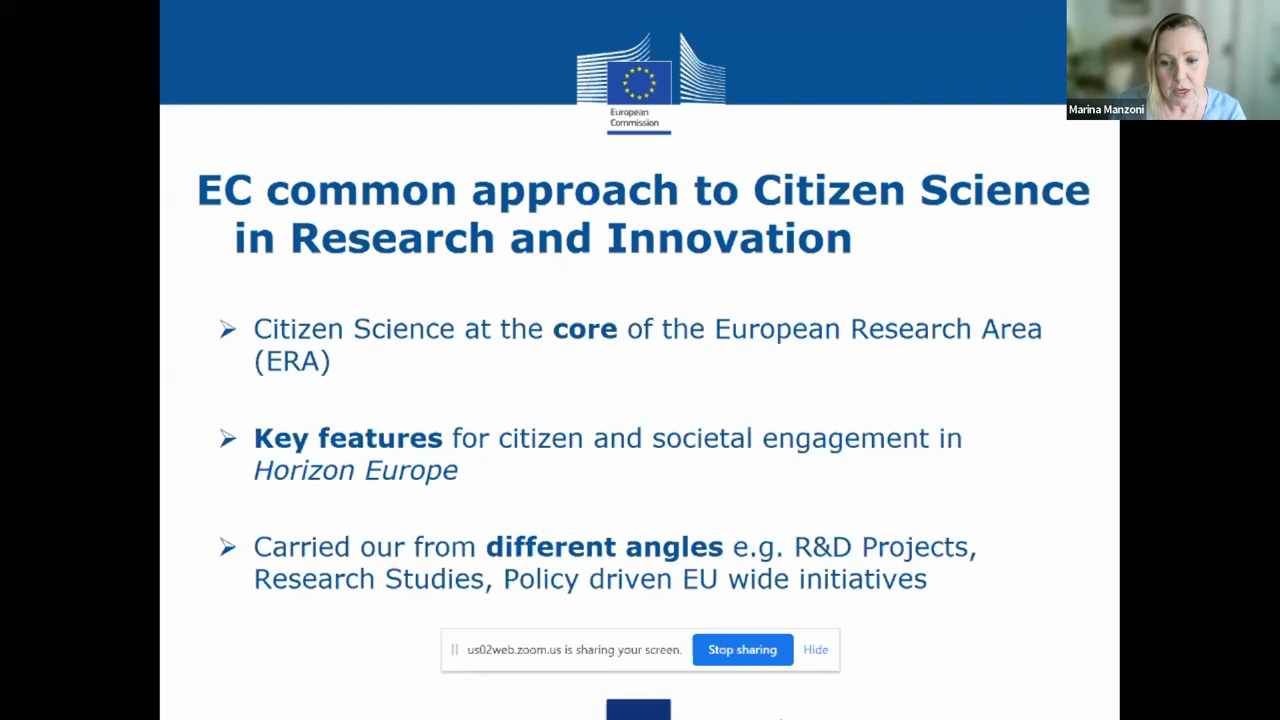 European
Commission
Marina Manzoni
EC common approach to Citizen Science
in Research and Innovation
Citizen Science at the core of the European Research Area
(ERA)
Key features for citizen and societal engagement in
Horizon Europe
Carried our from different angles e.g. R&D Projects,
Research Studies, Policy driven EU wide initiatives
us02web.zoom.us is sharing your screen. Stop sharing Hide